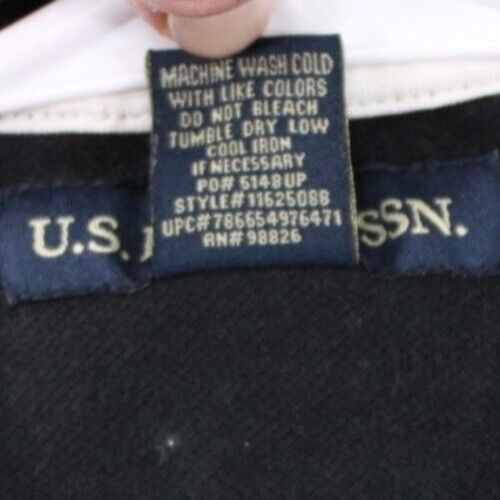 MACHINE WASH COLD
WITH LIKE COLORS
DO NOT BLEACH
TUMBLE DRY LOW
COOL IRON
IF NECESSARY
PO# 5148UP
STYLE# 11625088
UPC#786654976471
RN# 98826
U.S. SSN.